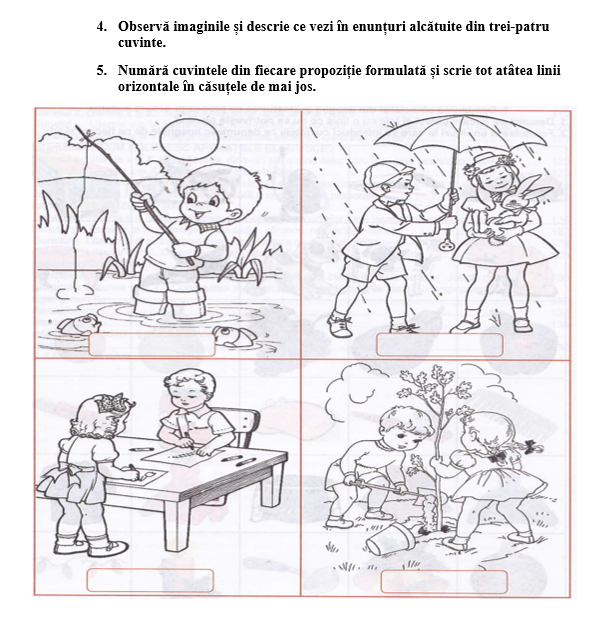 4. Observă imaginile și descrie ce vezi în enunțuri alcătuite din trei-patru
cuvinte.
5. Numără cuvintele din fiecare propoziție formulată și scrie tot atâtea linii
orizontale în căsuțele de mai jos.